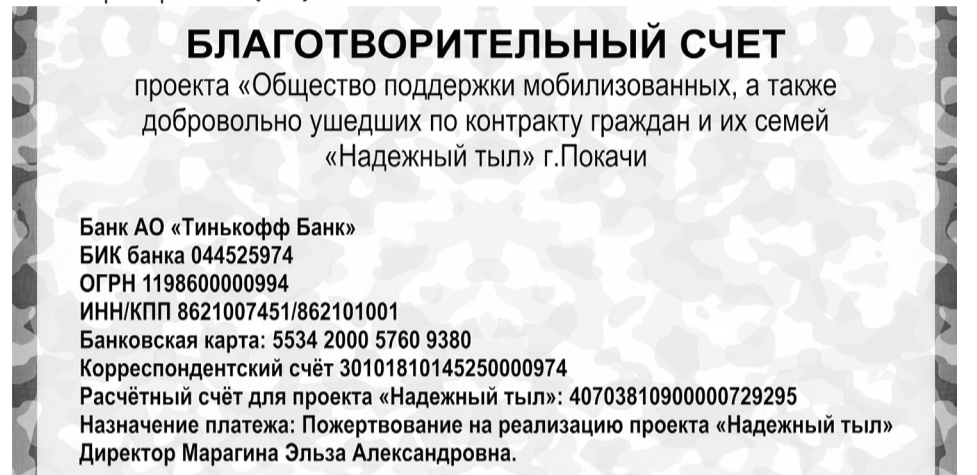 БЛАГОТВОРИТЕЛЬНЫЙ СЧЕТ
проекта «Общество поддержки мобилизованных, а также
добровольно ушедших по контракту граждан и их семей
«Надежный тыл» г.Покачи
Банк АО «Тинькофф Банк»
БИК банка 044525974
ОГРН 1198600000994
ИНН/КПП 8621007451/862101001
Банковская карта: 5534 2000 5760 9380
Корреспондентский счёт 30101810145250000974
Расчётный счёт для проекта «Надежный тыл»: 40703810900000729295
Назначение платежа: Пожертвование на реализацию проекта «Надежный тыл»
Директор Марагина Эльза Александровна.